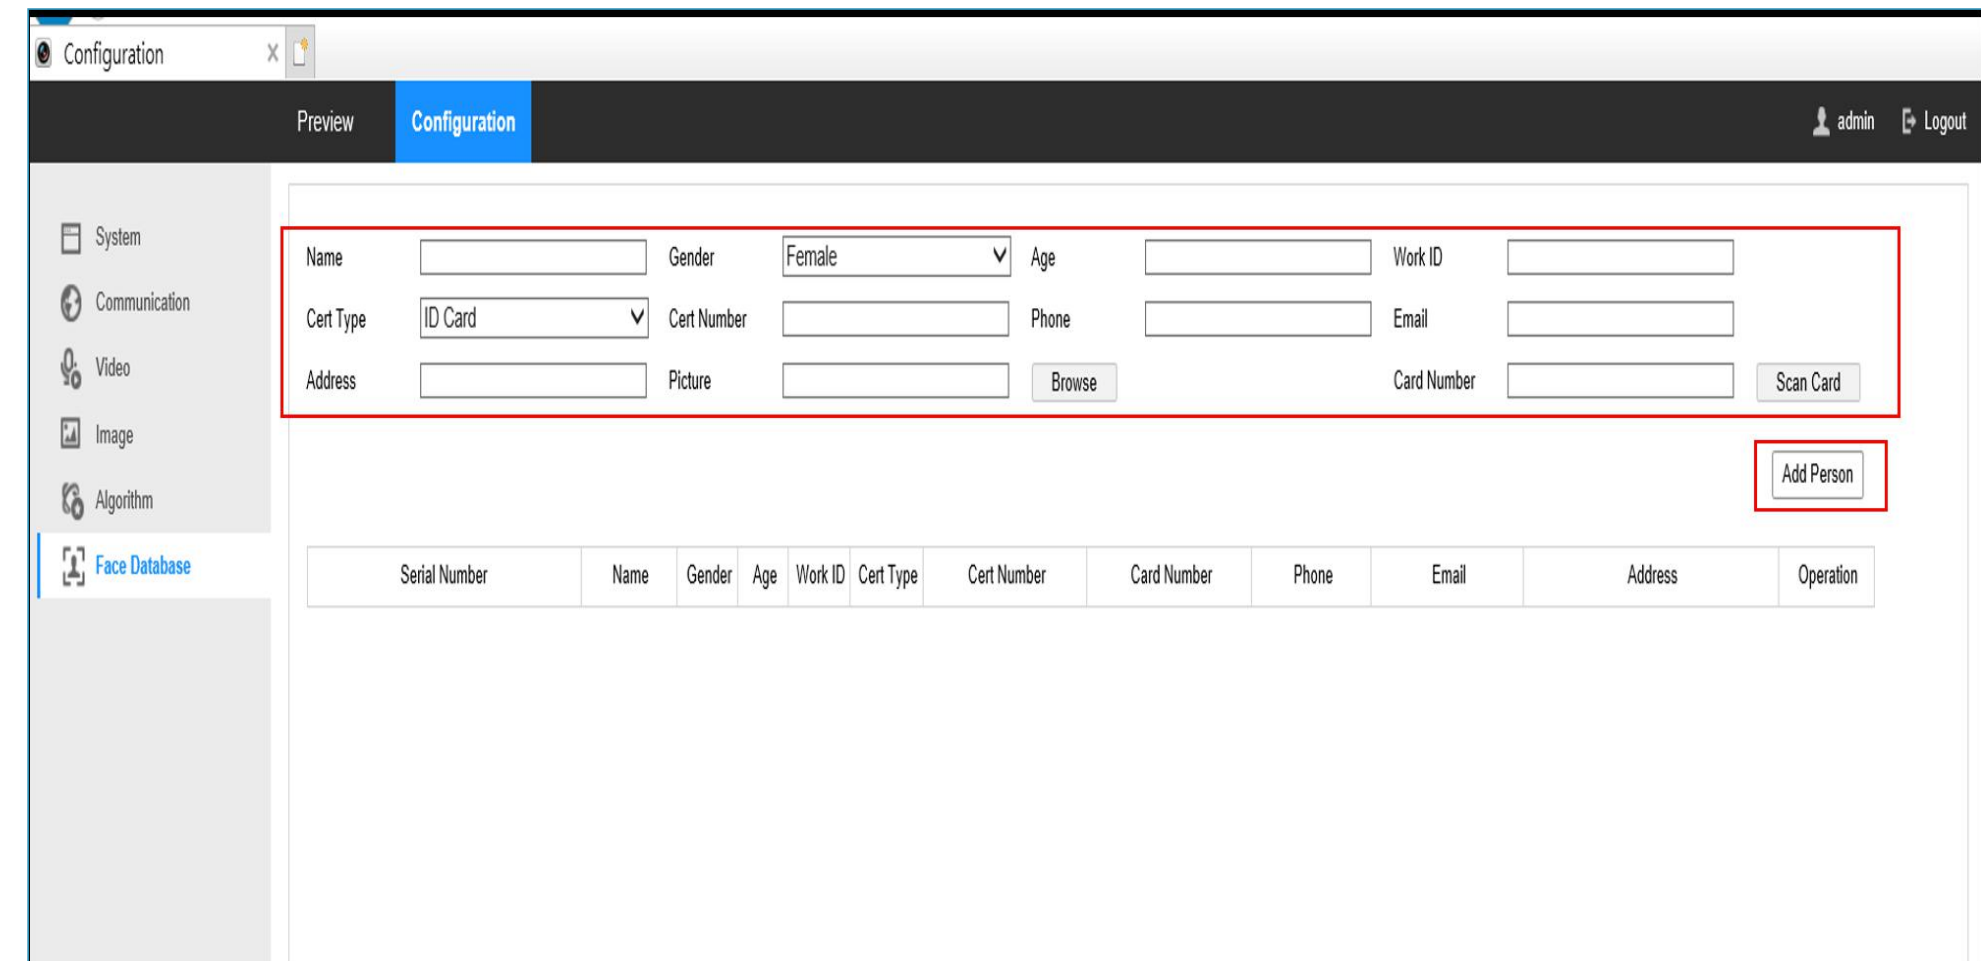 Configuration
Preview Configuration admin Logout
System
Communication
Video
Image
Algorithm
Face Database
Name Gender Female Age Work ID
Cert Type ID Card Cert Number Phone Email
Address Picture Browse Card Number Scan Card
Add Person
Serial Number Name Gender Age Work ID Cert Type Cert Number Card Number Phone Email Address Operation